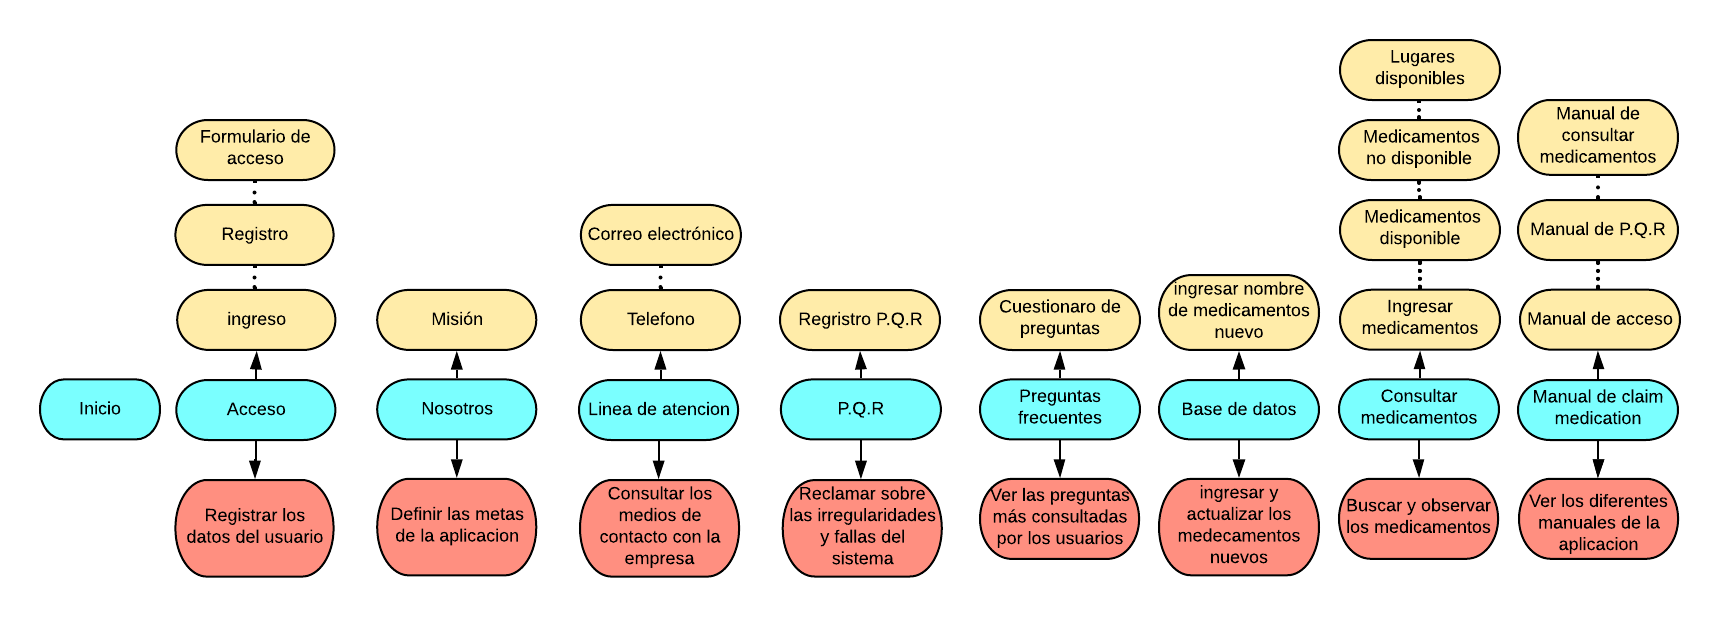 Inicio
Formulario de
acceso
Registro
ingreso
Acceso
Registrar los
datos del usuario
Misión
Nosotros
Definir las metas
de la aplicacion
Correo electrónico
Telefono
Linea de atencion
Consultar los
medios de
contacto con la
empresa
Regristro P.Q.R
P.Q.R
Reclamar sobre
las irregularidades
y fallas del
sistema
Cuestionaro de
preguntas
Preguntas
frecuentes
Ver las preguntas
más consultadas
por los usuarios
ingresar nombre
de medicamentos
nuevo
Base de datos
ingresar y
actualizar los
medecamentos
nuevos
Lugares
disponibles
Medicamentos
no disponible
Medicamentos
disponible
Ingresar
medicamentos
Consultar
medicamentos
Buscar y observar
los medicamentos
Manual de
consultar
medicamentos
Manual de P.Q.R
Manual de acceso
Manual de claim
medication
Ver los diferentes
manuales de la
aplicacion